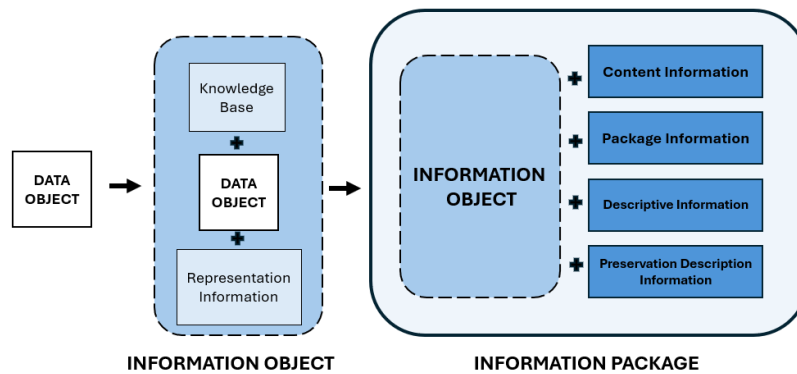 DATA
OBJECT
Knowledge
Base
DATA
OBJECT
Representation
Information
INFORMATION OBJECT
INFORMATION
OBJECT
Content Information
Package Information
Descriptive Information
Preservation Description
Information
INFORMATION PACKAGE